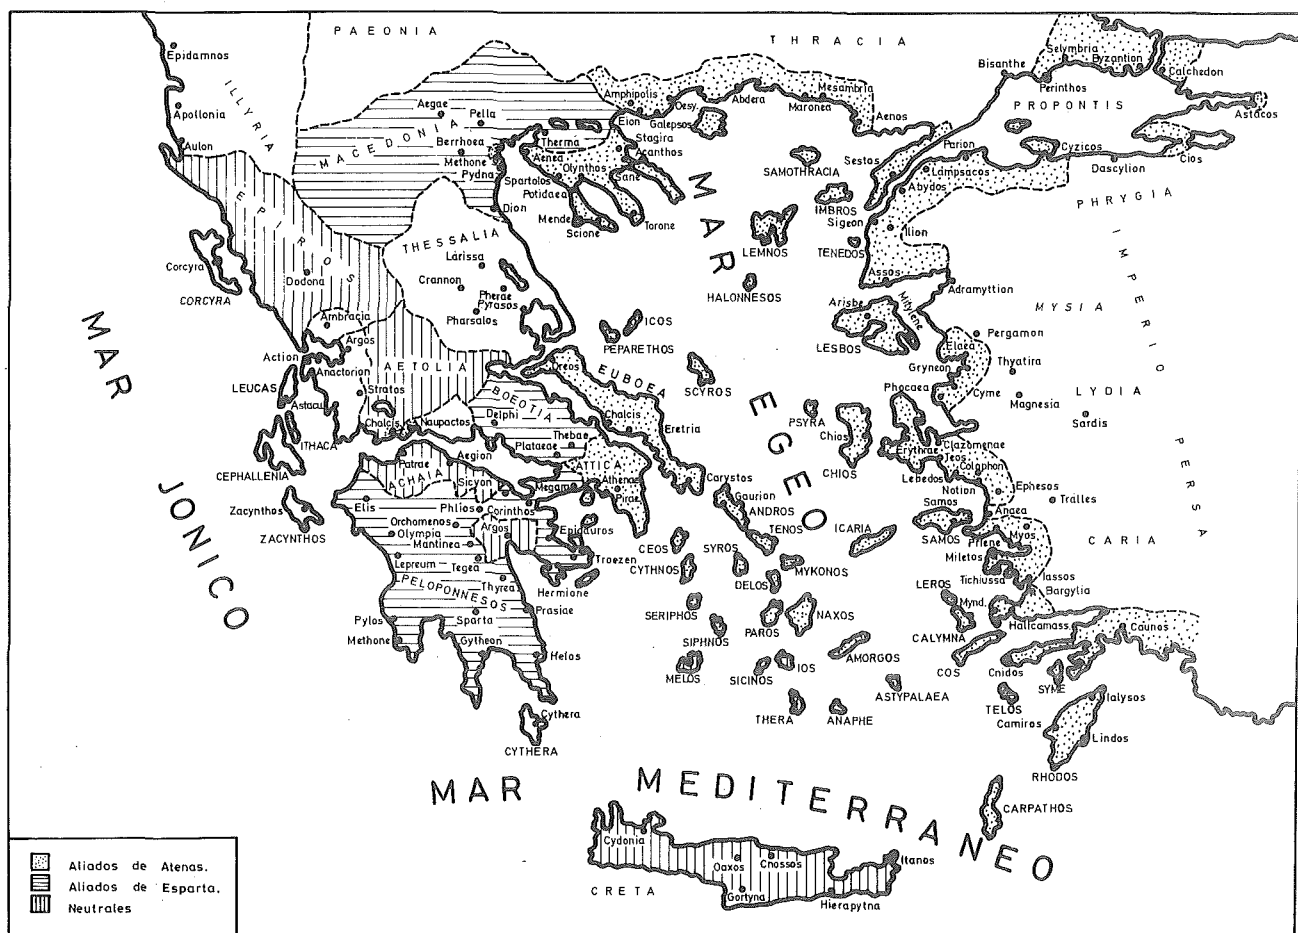 PAEONIA
THRACIA
Epidamnos
ILLYRIA
Apollonia
Aulon
MACEDONIA
Aegae
Pella
Berrhoea
Methone
Pydna
Dion
Therma
Aenea
Spartolos
Olynthos
Potidaea
Mende
Scione
Torone
Sane
Acanthos
Stagira
Amphipolis
Eion
Oesy.
Galepsos
Abdera
Maronea
Mesambria
Aenos
Bisanthe
Selymbria
Byzantion
Perinthos
Calchedon
PROPONTIS
Astacos
Cios
Cyzicos
Dascylion
Parion
Lampsacos
Sestos
Abydos
SAMOTHRACIA
IMBROS
Sigeon
Ilion
TENEDOS
LEMNOS
HALONNESOS
Assos
Adramyttion
PHRYGIA
IMPERIO PERSA
MYSIA
EPIROS
Corcyra
CORCYRA
Dodona
Ambracia
Argos
Action
Anactorion
LEUCAS
Stratos
Astacu
ITHACA
CEPHALLENIA
Zacynthos
ZACYNTHOS
THESSALIA
Larissa
Crannon
Pherae
Pyrasos
Pharsalos
ICOS
PEPARETHOS
SCYROS
AETOLIA
Chalcis
Naupactos
BOEOTIA
Delphi
Thebae
Plataeae
EUBOEA
Oreos
Chalcis
Eretria
Carystos
ATTICA
Athenae
Pirae.
Megara
Patrae
Aegion
ACHAIA
Sicyon
Elis
Phlios
Corinthos
Orchomenos
Olympia
Mantinea
Argos
Epidauros
Troezen
Lepreum
Tegea
Hermione
PELOPONNESOS
Thyrea
Prasiae
Pylos
Sparta
Methone
Gytheon
Helos
Cythera
CYTHERA
MAR JONICO
MAR EGEO
MAR MEDITERRANEO
Arisbe
Mitylene
LESBOS
Pergamon
Elaea
Gryneon
Thyatira
Phocaea
Cyme
Magnesia
LYDIA
Sardis
PSYRA
Chios
CHIOS
Erythrae
Clazomenae
Teos
Lebedos
Colophon
Notion
Ephesos
Tralles
Samos
SAMOS
Anaea
Priene
Myos
Miletos
CARIA
Tichiussa
Iassos
Bargylia
Mynd.
Halicarnass.
Caunos
Cnidos
Gaurion
ANDROS
TENOS
ICARIA
CEOS
SYROS
CYTHNOS
MYKONOS
DELOS
LEROS
SERIPHOS
PAROS
NAXOS
SIPHNOS
CALYMNA
COS
MELOS
SICINOS
IOS
AMORGOS
ASTYPALAEA
THERA
ANAPHE
SYME
TELOS
Ialysos
Camiros
Lindos
RHODOS
CARPATHOS
CRETA
Cydonia
Oaxos
Cnossos
Gortyna
Hierapytna
Itanos
Aliados de Atenas.
Aliados de Esparta.
Neutrales